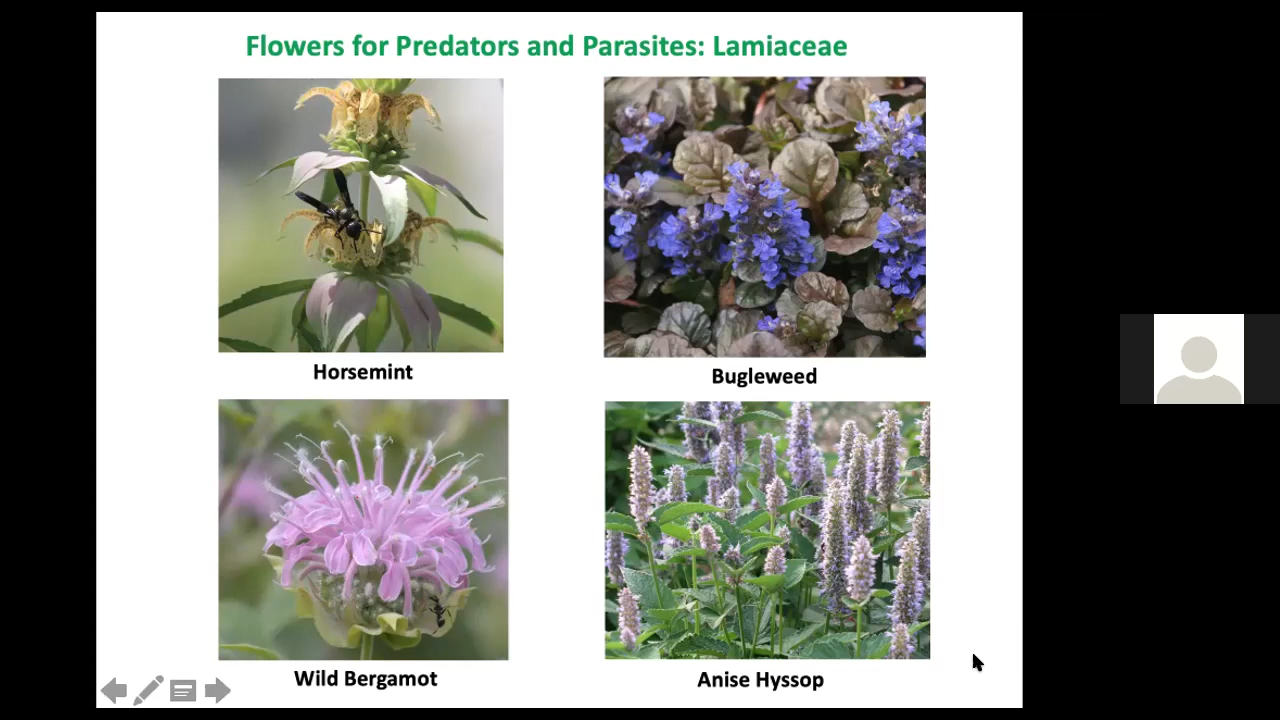 Flowers for Predators and Parasites: Lamiaceae
Horsemint
Bugleweed
Wild Bergamot
Anise Hyssop